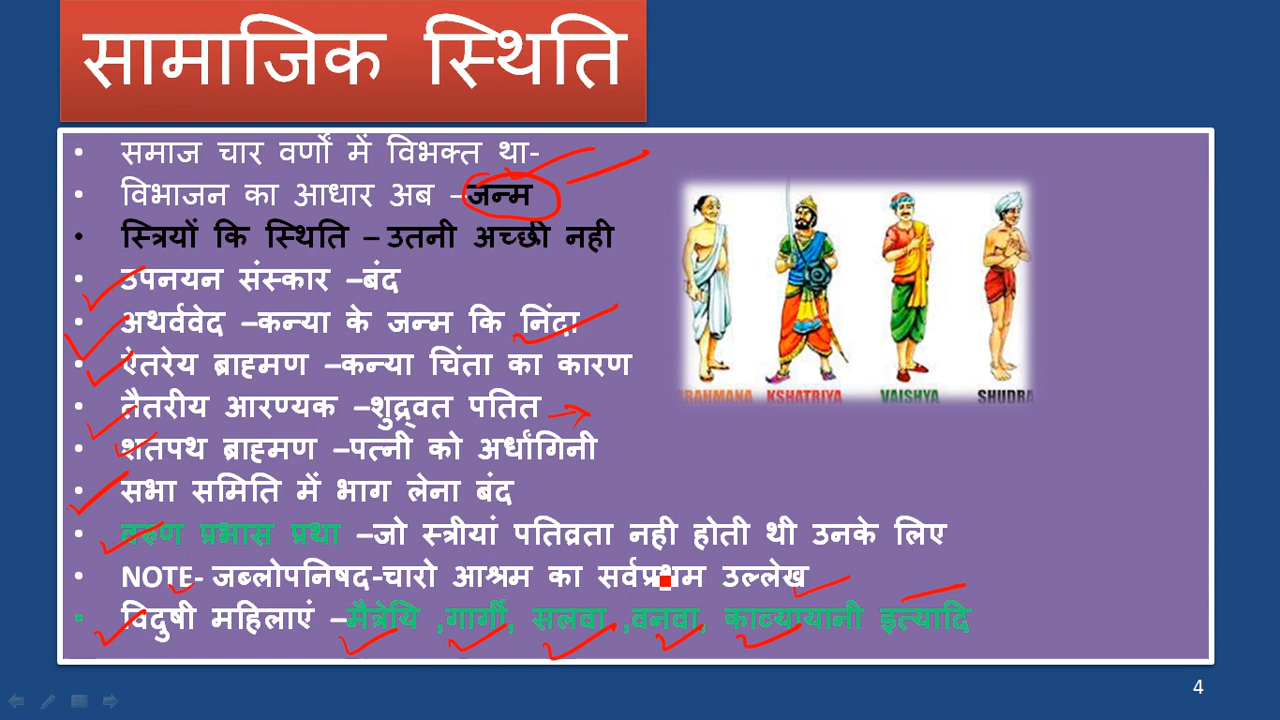 सामाजिक स्थिति
• समाज चार वर्णों में विभक्त था-
• विभाजन का आधार अब –जन्म
• स्त्रियों कि स्थिति – उतनी अच्छी नही
• उपनयन संस्कार –बंद
• अथर्ववेद –कन्या के जन्म कि निंदा
• ऐतरेय ब्राह्मण –कन्या चिंता का कारण
• तैतरीय आरण्यक –शुद्र्वत पतित
• शतपथ ब्राह्मण –पत्नी को अर्धांगिनी
• सभा समिति में भाग लेना बंद
• वरुण प्रभास प्रथा –जो स्त्रीयां पतिव्रता नही होती थी उनके लिए
• NOTE- जब्लोपनिषद-चारो आश्रम का सर्वप्रथम उल्लेख
• विदुषी महिलाएं –मैत्रेयि ,गार्गी, सलवा ,वनवा, काव्यायानी इत्यादि
BRAHMANA KSHATRIYA VAISHYA SHUDRA
4